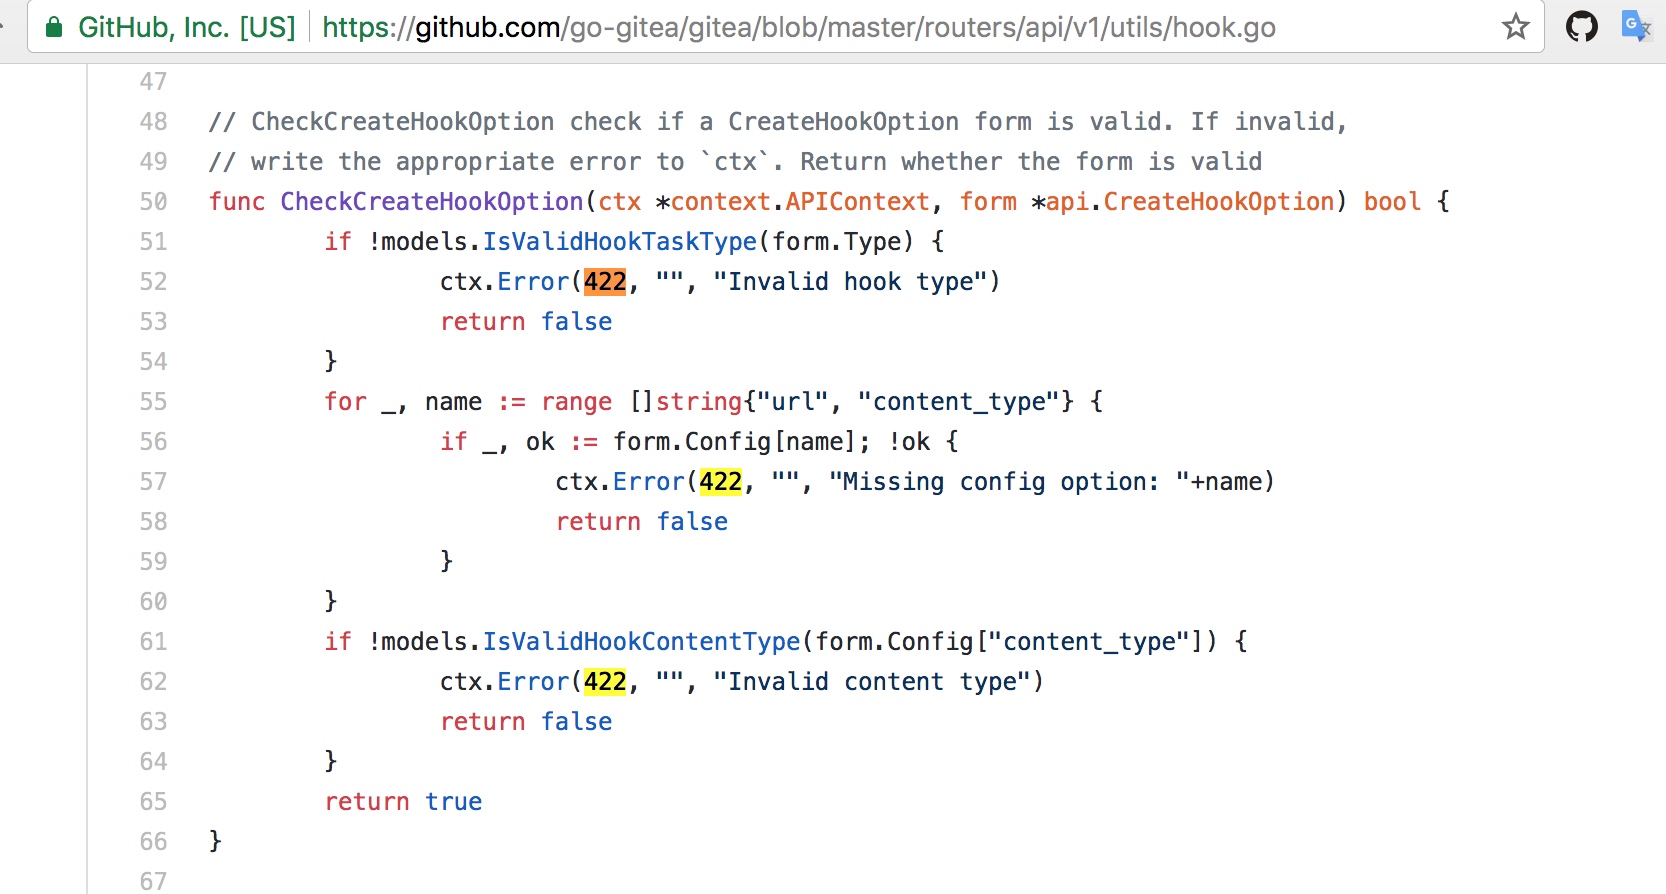 GitHub, Inc. [US] https://github.com/go-gitea/gitea/blob/master/routers/api/v1/utils/hook.go
47
48 // CheckCreateHookOption check if a CreateHookOption form is valid. If invalid,
49 // write the appropriate error to `ctx`. Return whether the form is valid
50 func CheckCreateHookOption(ctx *context.APIContext, form *api.CreateHookOption) bool {
51 if !models.IsValidHookTaskType(form.Type) {
52 ctx.Error(422, "", "Invalid hook type")
53 return false
54 }
55 for _, name := range []string{"url", "content_type"} {
56 if _, ok := form.Config[name]; !ok {
57 ctx.Error(422, "", "Missing config option: "+name)
58 return false
59 }
60 }
61 if !models.IsValidHookContentType(form.Config["content_type"]) {
62 ctx.Error(422, "", "Invalid content type")
63 return false
64 }
65 return true
66 }
67